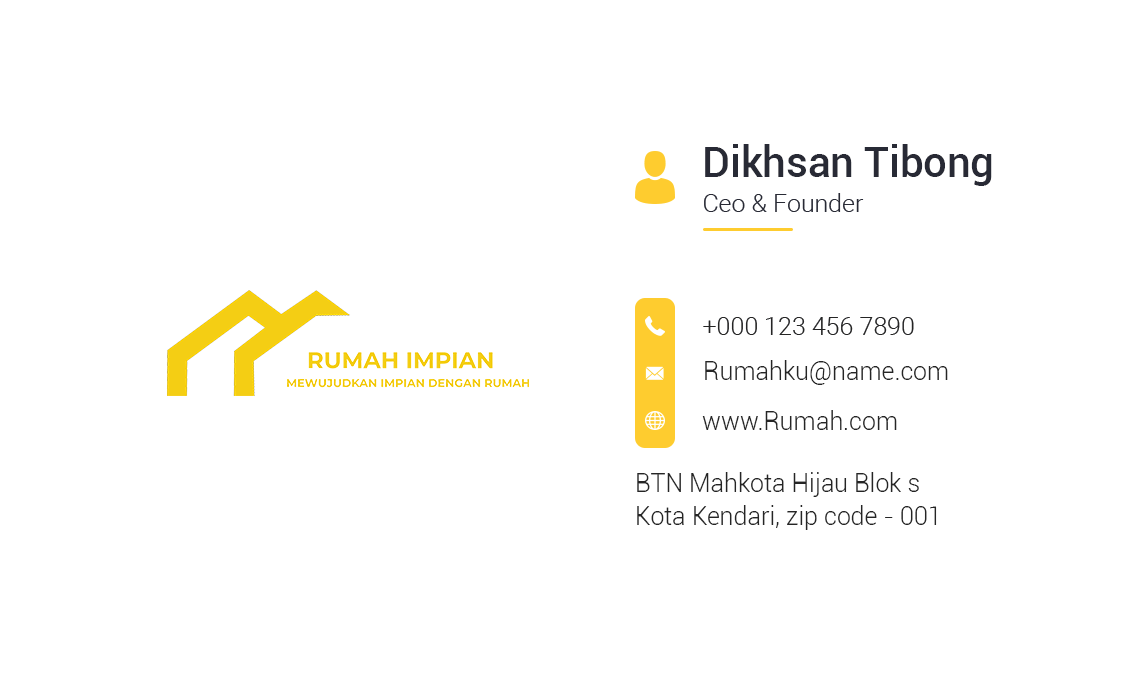 RUMAH IMPIAN
MEWUJUDKAN IMPIAN DENGAN RUMAH
Dikhsan Tibong
Ceo & Founder
+000 123 456 7890
Rumahku@name.com
www.Rumah.com
BTN Mahkota Hijau Blok s
Kota Kendari, zip code - 001